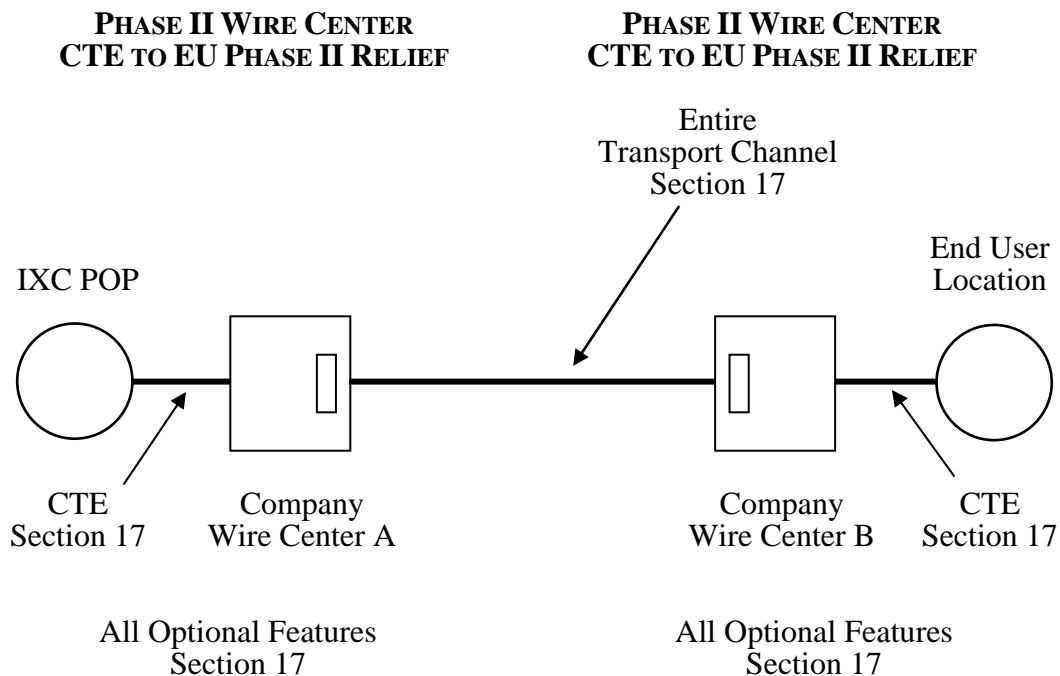 PHASE II WIRE CENTER
CTE TO EU PHASE II RELIEF
PHASE II WIRE CENTER
CTE TO EU PHASE II RELIEF
Entire
Transport Channel
Section 17
IXC POP
End User
Location
CTE
Section 17
Company
Wire Center A
Company
Wire Center B
CTE
Section 17
All Optional Features
Section 17
All Optional Features
Section 17